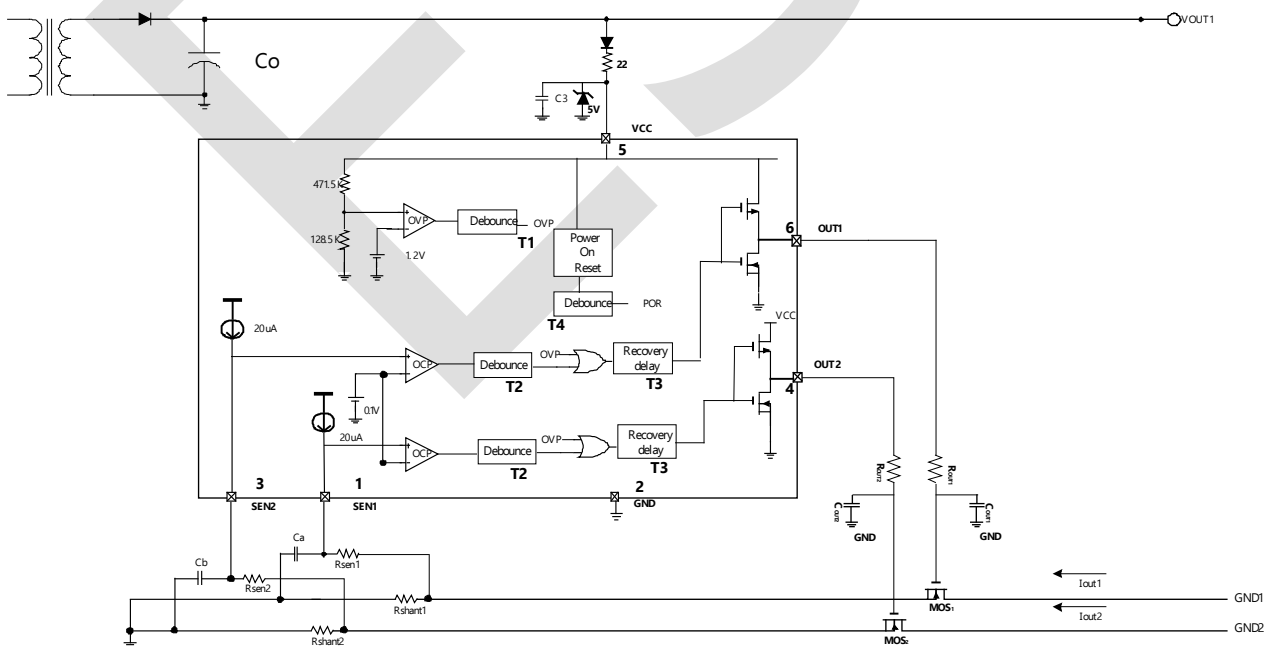 VOUT1
Co
22
C3
5V
VCC
5
471.5K
OVP
Debounce
OVP
T1
128.5K
1.2V
Power
On
Reset
6
OUT1
Debounce
POR
T4
VCC
20uA
OCP
Debounce
OVP
T2
Recovery
delay
T3
OUT2
4
0.1V
20uA
OCP
Debounce
OVP
T2
Recovery
delay
T3
3
SEN2
1
SEN1
2
GND
Rout2
Rout1
Cout2
GND
Cout1
GND
Ca
Rsen1
Cb
Rsen2
Rshant1
Rshant2
Iout1
MOS1
GND1
Iout2
MOS2
GND2